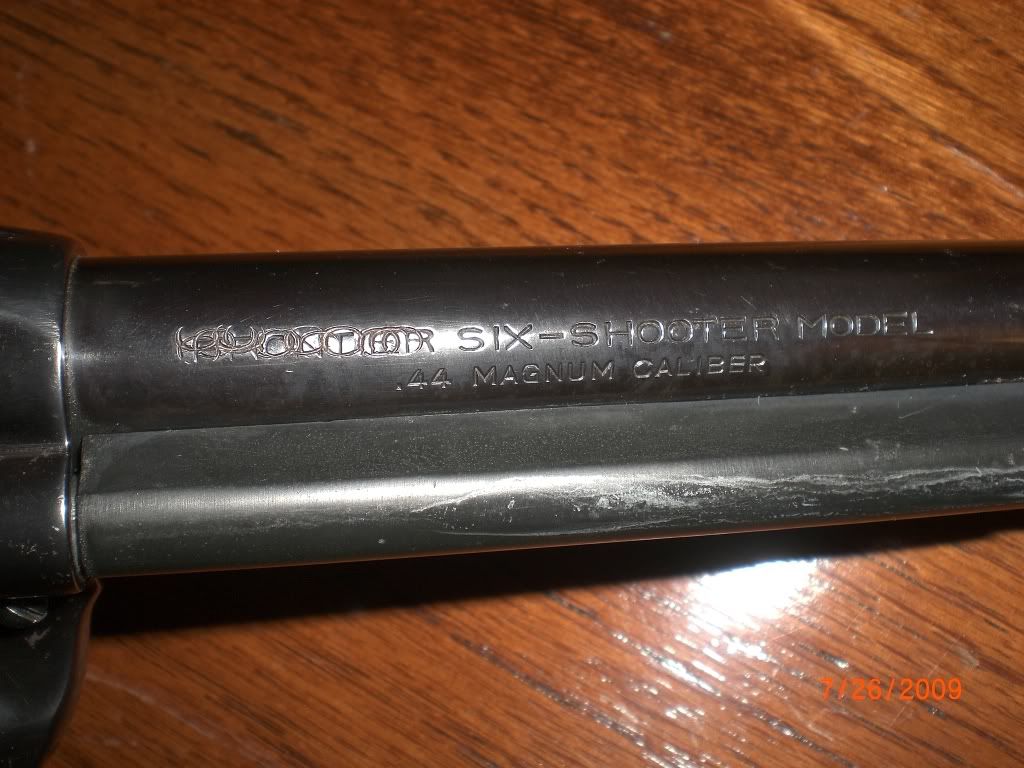 SIX-SHOOTER MODEL
.44 MAGNUM CALIBER
7/26/2009